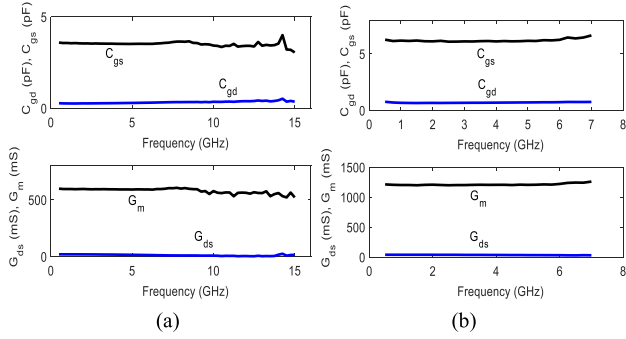 C_gd (pF), C_gs (pF)
5
0
C_gs
C_gd
0 5 10 15
Frequency (GHz)
C_gd (pF), C_gs (pF)
5
0
C_gs
C_gd
1 2 3 4 5 6 7 8
Frequency (GHz)
G_ds (mS), G_m (mS)
500
0
G_m
G_ds
0 5 10 15
Frequency (GHz)
G_ds (mS), G_m (mS)
1500
1000
500
0
G_m
G_ds
0 2 4 6 8
Frequency (GHz)
(a)
(b)